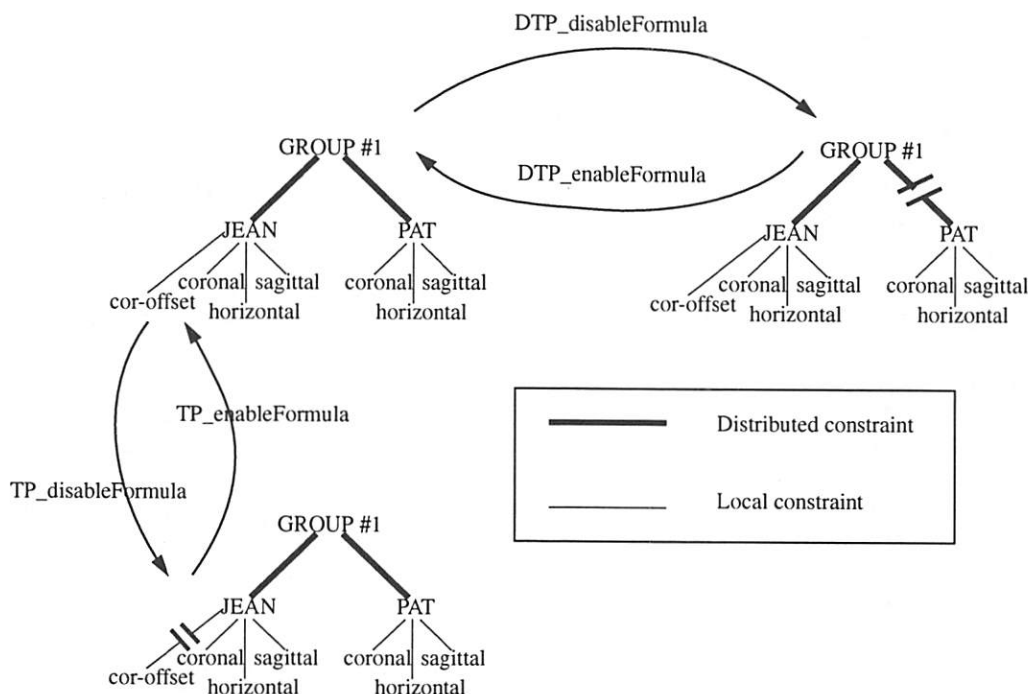 DTP_disableFormula
GROUP #1
GROUP #1
DTP_enableFormula
JEAN
PAT
JEAN
PAT
coronal sagittal
coronal sagittal
coronal sagittal
coronal sagittal
cor-offset
horizontal
horizontal
cor-offset
horizontal
horizontal
TP_enableFormula
Distributed constraint
TP_disableFormula
Local constraint
GROUP #1
JEAN
PAT
coronal sagittal
coronal sagittal
cor-offset
horizontal
horizontal